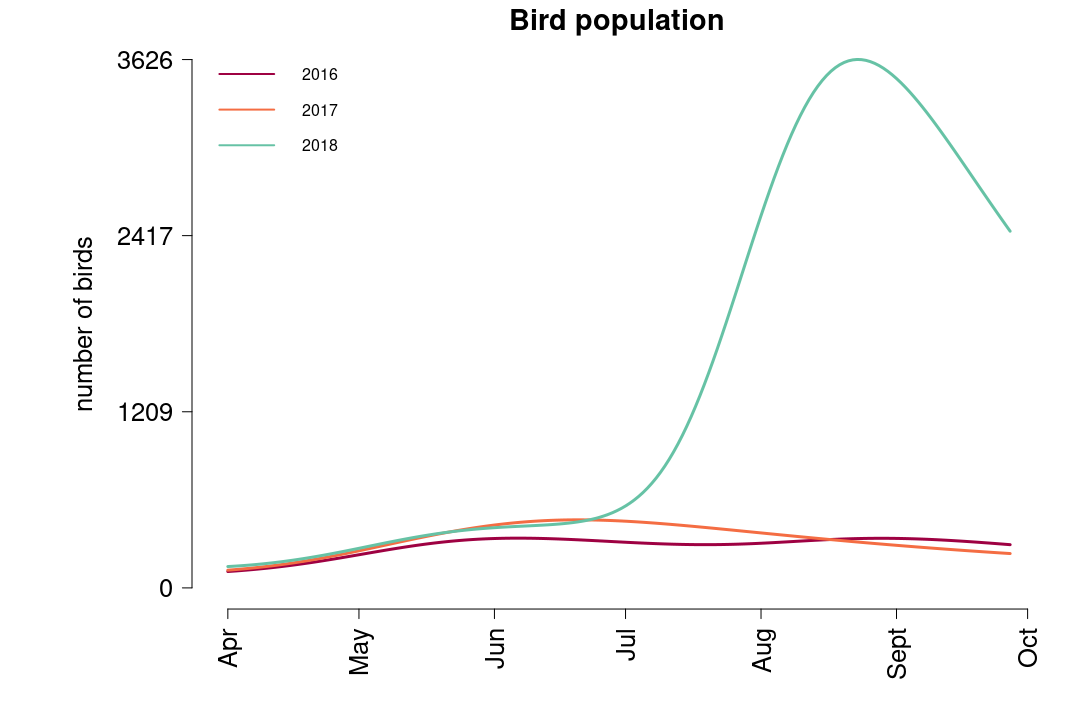 Bird population
3626
2417
1209
0
number of birds
2016
2017
2018
Apr
May
Jun
Jul
Aug
Sept
Oct